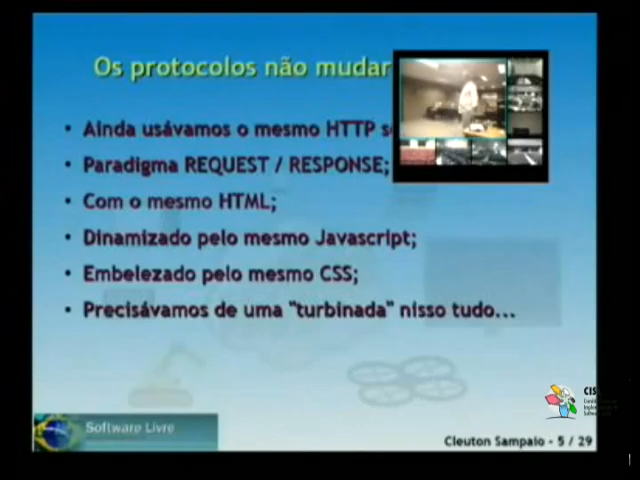 Os protocolos não mudar
• Ainda usávamos o mesmo HTTP s
• Paradigma REQUEST / RESPONSE;
• Com o mesmo HTML;
• Dinamizado pelo mesmo Javascript;
• Embelezado pelo mesmo CSS;
• Precisávamos de uma "turbinada" nisso tudo...
CIS
Software Livre
Cleuton Sampaio - 5 / 29